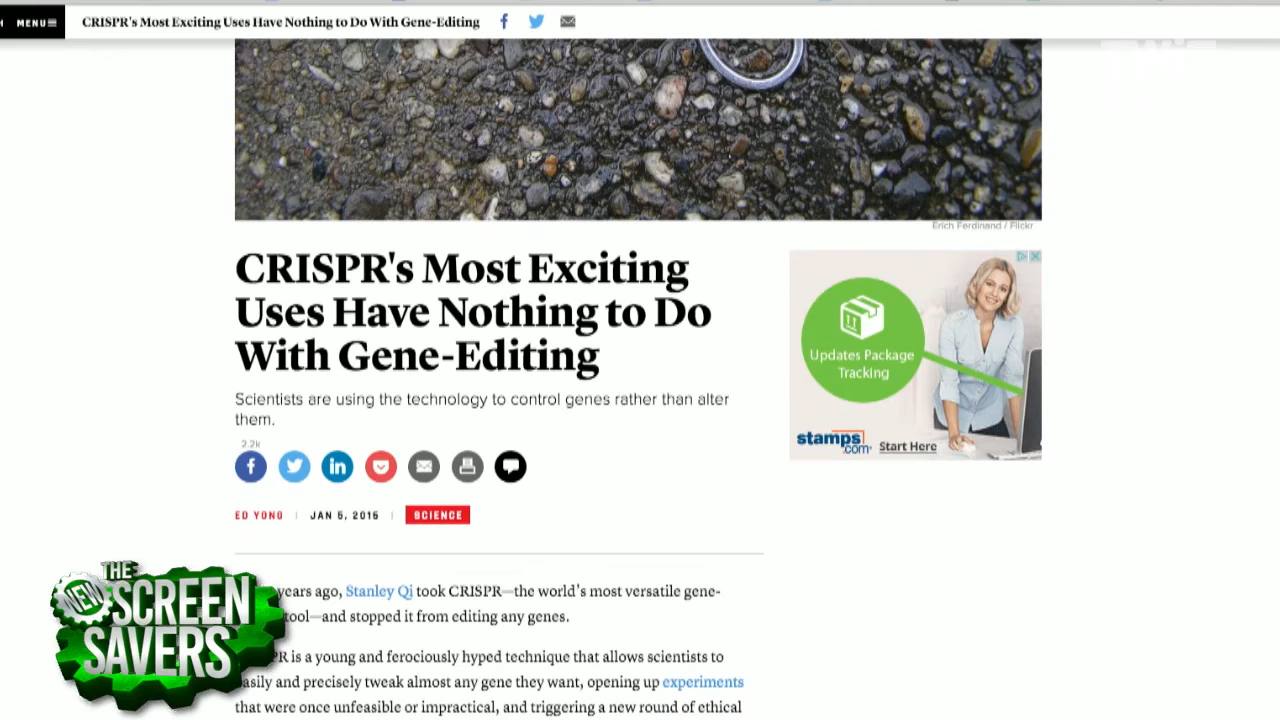 MENU
CRISPR's Most Exciting Uses Have Nothing to Do With Gene-Editing
Erich Ferdinand / Flickr
CRISPR's Most Exciting
Uses Have Nothing to Do
With Gene-Editing
Scientists are using the technology to control genes rather than alter
them.
2.2k
ED YONG | JAN 5, 2016 | SCIENCE
Updates Package
Tracking
stamps
.com
Start Here
years ago, Stanley Qi took CRISPR—the world's most versatile gene-
tool—and stopped it from editing any genes.
PR is a young and ferociously hyped technique that allows scientists to
easily and precisely tweak almost any gene they want, opening up experiments
that were once unfeasible or impractical, and triggering a new round of ethical
THE
NEW
SCREEN
SAVERS